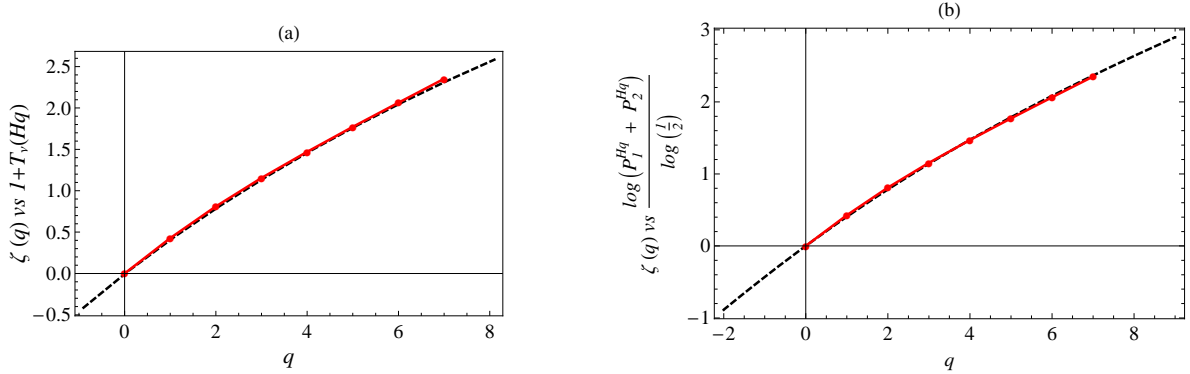 (a)
ζ (q) vs 1+T_v(Hq)
2.5
2.0
1.5
1.0
0.5
0.0
−0.5
0 2 4 6 8
q
(b)
ζ (q) vs log(P_1^{Hq} + P_2^{Hq}) / log(1/2)
3
2
1
0
−1
−2 0 2 4 6 8
q